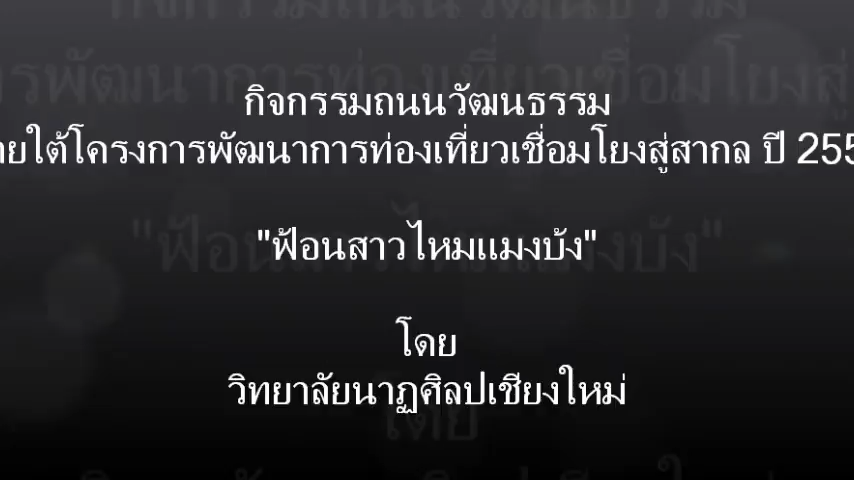 กิจกรรมถนนวัฒนธรรม
ายใต้โครงการพัฒนาการท่องเที่ยวเชื่อมโยงสู่สากล ปี 255
"ฟ้อนสาวไหมแมงบ้ง"
โดย
วิทยาลัยนาฏศิลปเชียงใหม่